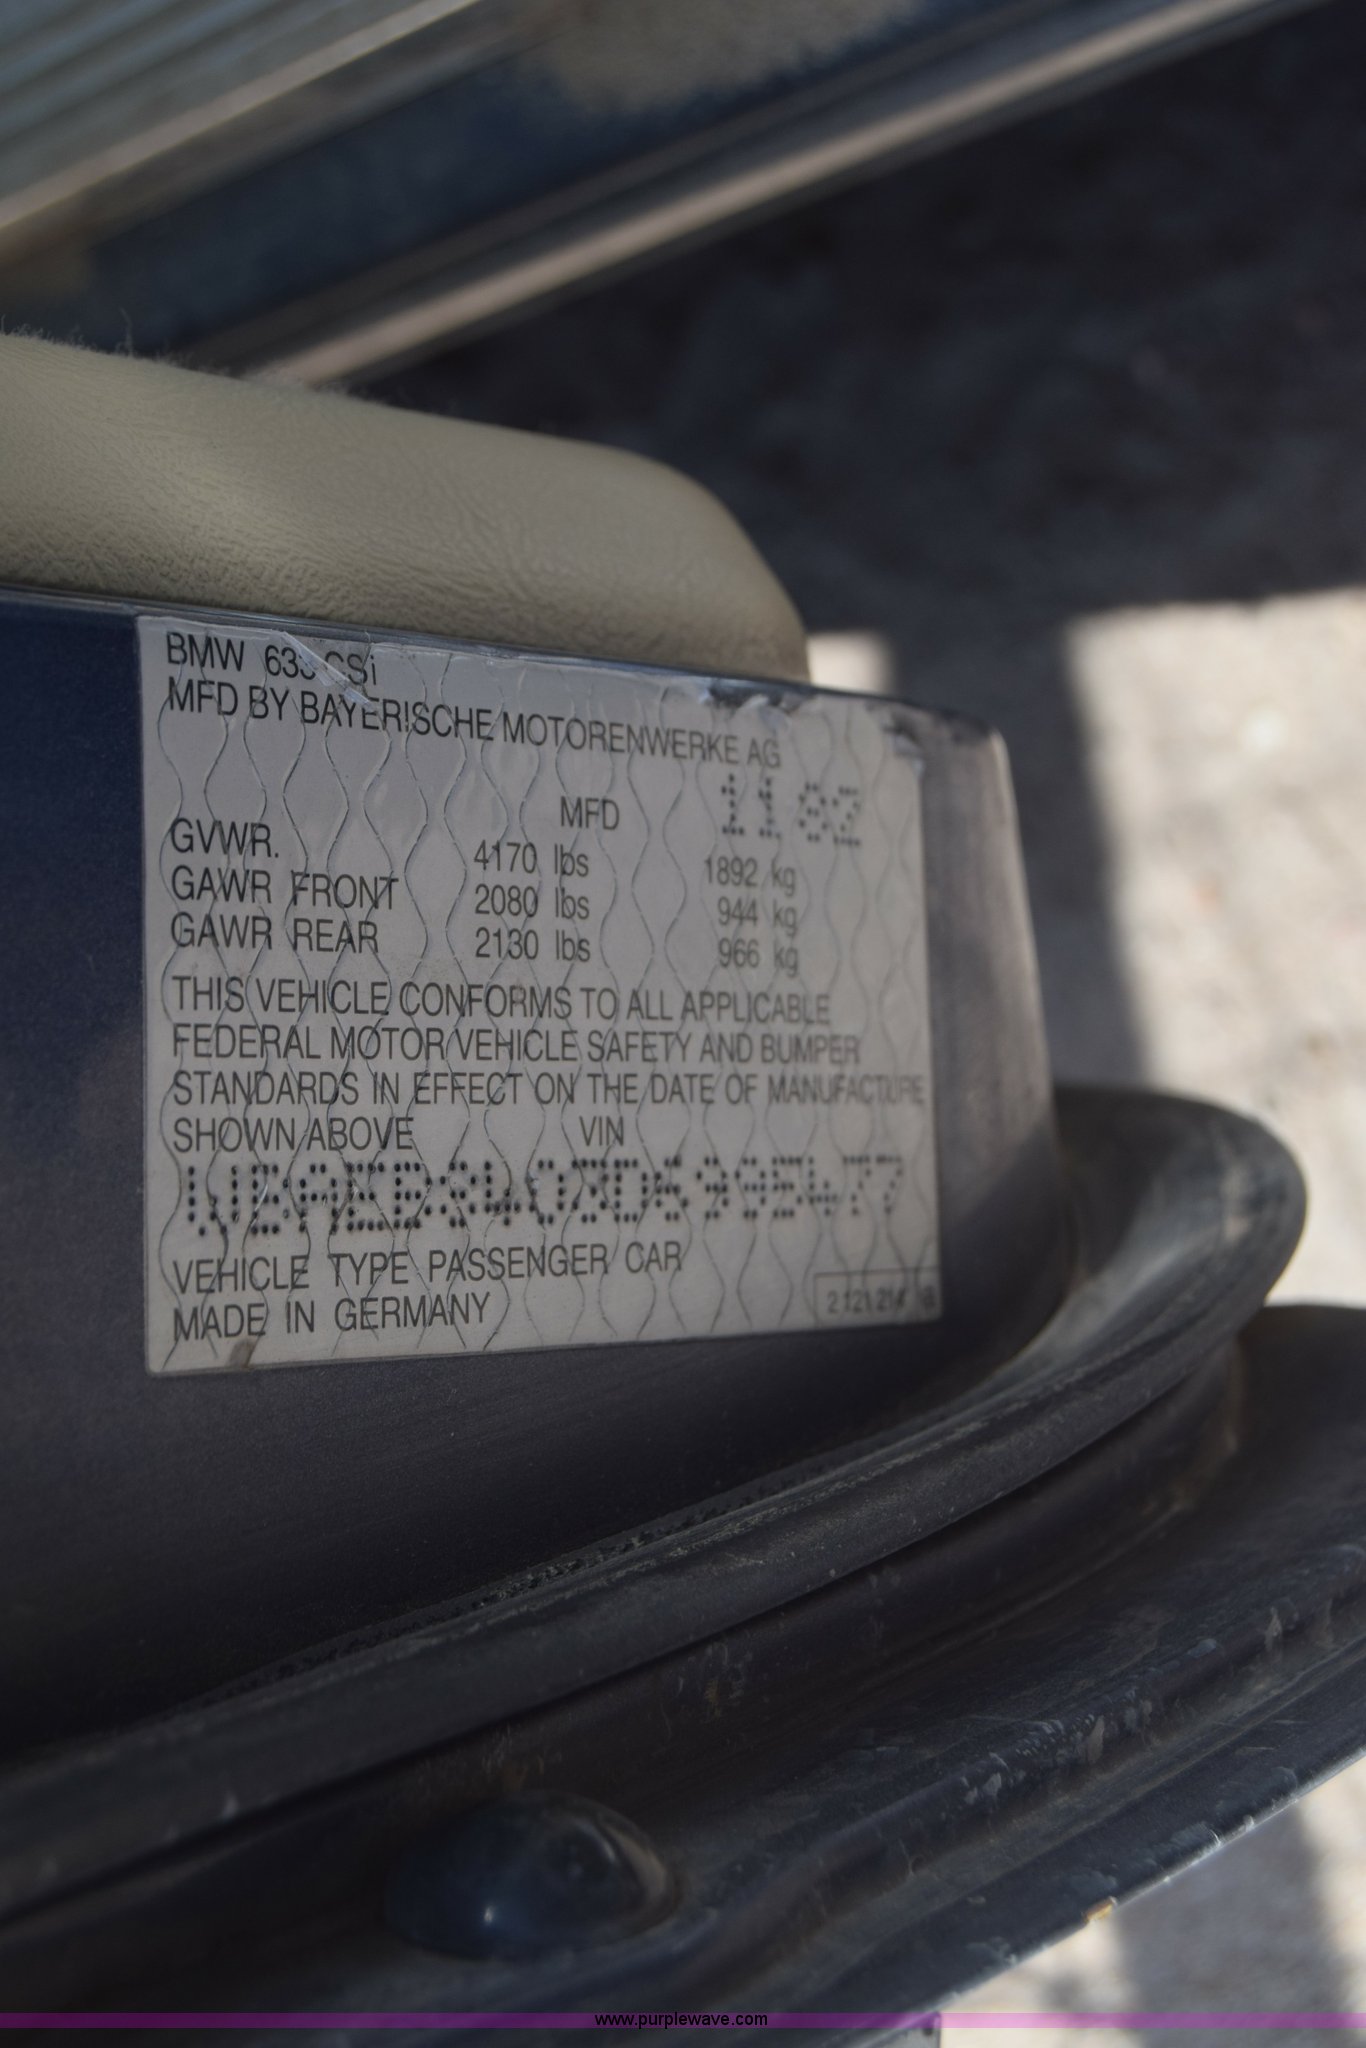 BMW 633 CSi
MFD BY BAYERISCHE MOTORENWERKE AG
MFD 11 82
GVWR. 4170 lbs 1892 kg
GAWR FRONT 2080 lbs 944 kg
GAWR REAR 2130 lbs 966 kg
THIS VEHICLE CONFORMS TO ALL APPLICABLE
FEDERAL MOTOR VEHICLE SAFETY AND BUMPER
STANDARDS IN EFFECT ON THE DATE OF MANUFACTURE
SHOWN ABOVE VIN
VEHICLE TYPE PASSENGER CAR
MADE IN GERMANY
www.purplewave.com